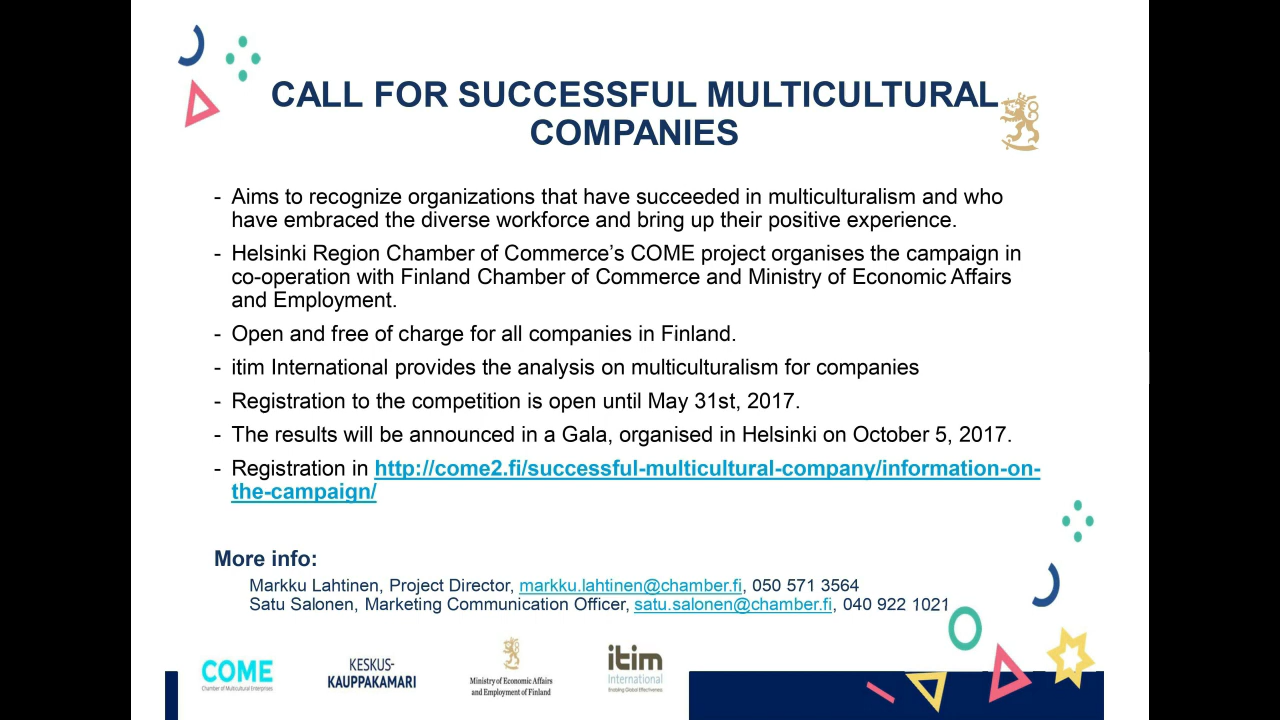 CALL FOR SUCCESSFUL MULTICULTURAL
COMPANIES
- Aims to recognize organizations that have succeeded in multiculturalism and who
have embraced the diverse workforce and bring up their positive experience.
- Helsinki Region Chamber of Commerce's COME project organises the campaign in
co-operation with Finland Chamber of Commerce and Ministry of Economic Affairs
and Employment.
- Open and free of charge for all companies in Finland.
- itim International provides the analysis on multiculturalism for companies
- Registration to the competition is open until May 31st, 2017.
- The results will be announced in a Gala, organised in Helsinki on October 5, 2017.
- Registration in http://come2.fi/successful-multicultural-company/information-on-
the-campaign/
More info:
Markku Lahtinen, Project Director, markku.lahtinen@chamber.fi, 050 571 3564
Satu Salonen, Marketing Communication Officer, satu.salonen@chamber.fi, 040 922 1021
COME
Chamber of Multicultural Enterprises
KESKUS-
KAUPPAKAMARI
Ministry of Economic Affairs
and Employment of Finland
itim
International
Enabling Global Effectiveness